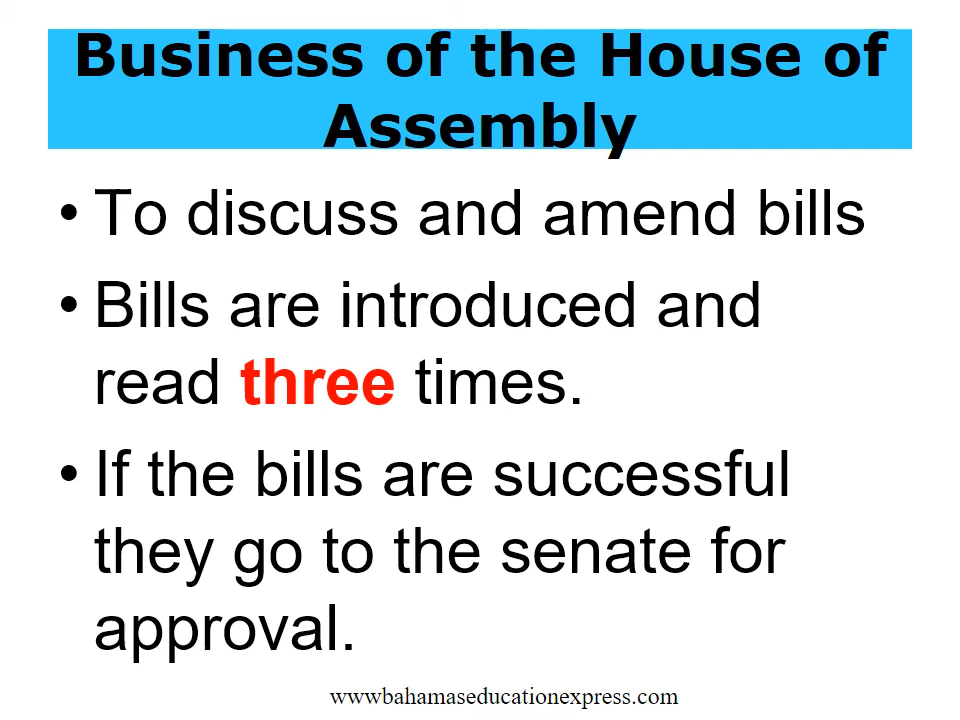 Business of the House of
Assembly
• To discuss and amend bills
• Bills are introduced and
read three times.
• If the bills are successful
they go to the senate for
approval.
wwwbahamaseducationexpress.com